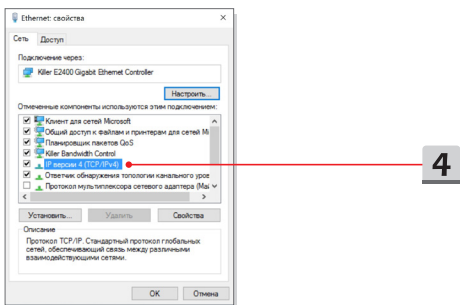 Ethernet: свойства
Сеть Доступ
Подключение через:
Killer E2400 Gigabit Ethernet Controller
Настроить...
Отмеченные компоненты используются этим подключением:
Клиент для сетей Microsoft
Общий доступ к файлам и принтерам для сетей Mi
Планировщик пакетов QoS
Killer Bandwidth Control
IP версии 4 (TCP/IPv4)
4
Ответчик обнаружения топологии канального уров
Протокол мультиплексора сетевого адаптера (Май
Установить... Удалить Свойства
Описание
Протокол TCP/IP. Стандартный протокол глобальных
сетей, обеспечивающий связь между различными
взаимодействующими сетями.
OK Отмена